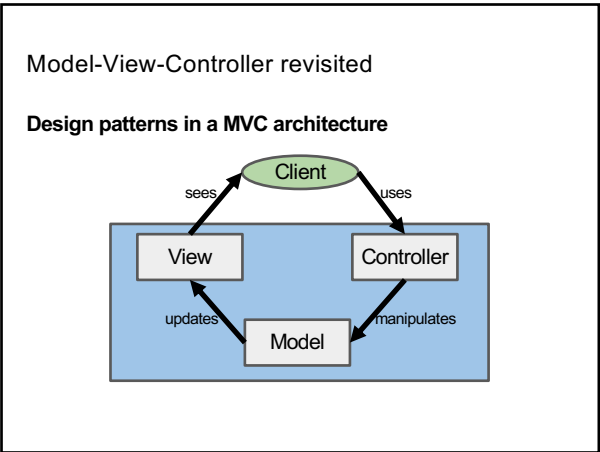 Model-View-Controller revisited
Design patterns in a MVC architecture
Client
sees
uses
View
Controller
updates
manipulates
Model